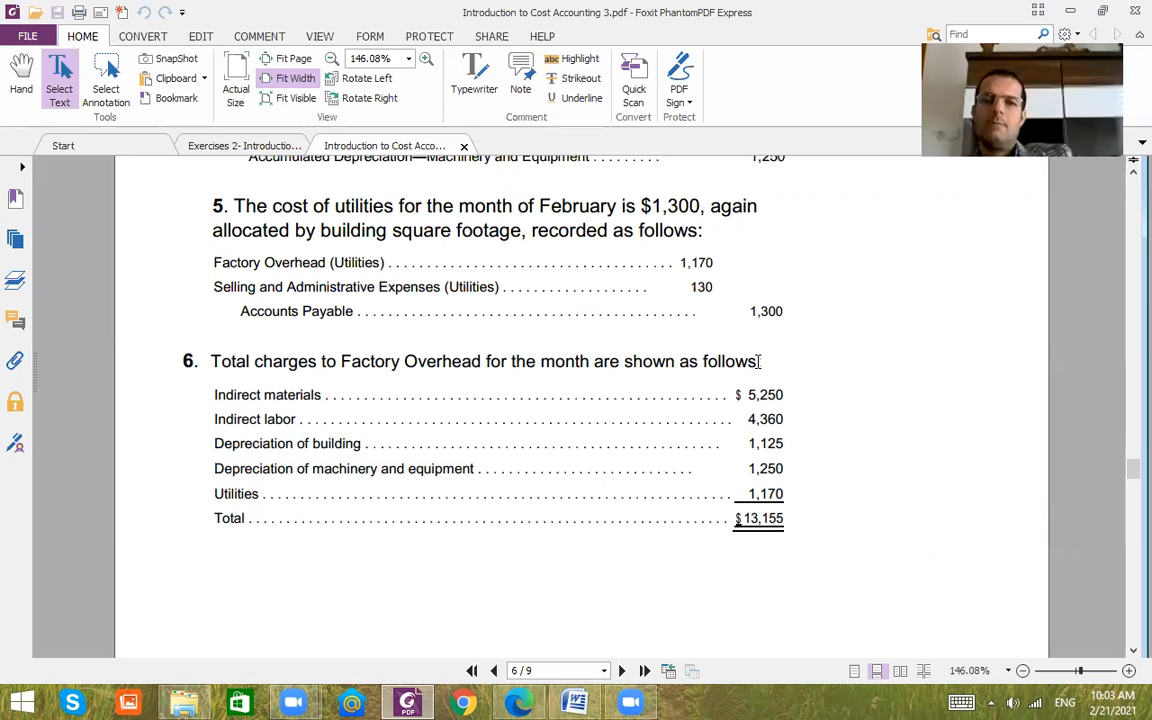 Introduction to Cost Accounting 3.pdf - Foxit PhantomPDF Express
FILE HOME CONVERT EDIT COMMENT VIEW FORM PROTECT SHARE HELP
Find
Hand
Select Text
Select Annotation
SnapShot
Clipboard
Bookmark
Tools
Actual Size
Fit Page
Fit Width
Fit Visible
146.08%
Rotate Left
Rotate Right
View
Typewriter
Note
Highlight
Strikeout
Underline
Comment
Quick Scan
Convert
PDF Sign
Protect
Start
Exercises 2- Introductio...
Introduction to Cost Acco...
Accumulated Depreciation—Machinery and Equipment . . . . . . . . . 1,250
5. The cost of utilities for the month of February is $1,300, again
allocated by building square footage, recorded as follows:
Factory Overhead (Utilities) . . . . . . . . . . . . . . . . . . . . . . . . . . . . . . . . . . . . . 1,170
Selling and Administrative Expenses (Utilities) . . . . . . . . . . . . . . . . . . . 130
Accounts Payable . . . . . . . . . . . . . . . . . . . . . . . . . . . . . . . . . . . . . . . . . . . . 1,300
6. Total charges to Factory Overhead for the month are shown as follows
Indirect materials . . . . . . . . . . . . . . . . . . . . . . . . . . . . . . . . . . . . . . . . . . . . . . . . . . . . $ 5,250
Indirect labor . . . . . . . . . . . . . . . . . . . . . . . . . . . . . . . . . . . . . . . . . . . . . . . . . . . . . . . . 4,360
Depreciation of building . . . . . . . . . . . . . . . . . . . . . . . . . . . . . . . . . . . . . . . . . . . . . . 1,125
Depreciation of machinery and equipment . . . . . . . . . . . . . . . . . . . . . . . . . . . . 1,250
Utilities . . . . . . . . . . . . . . . . . . . . . . . . . . . . . . . . . . . . . . . . . . . . . . . . . . . . . . . . . . . . . 1,170
Total . . . . . . . . . . . . . . . . . . . . . . . . . . . . . . . . . . . . . . . . . . . . . . . . . . . . . . . . . . . . . . . $ 13,155
6 / 9
146.08%
ENG
10:03 AM
2/21/2021